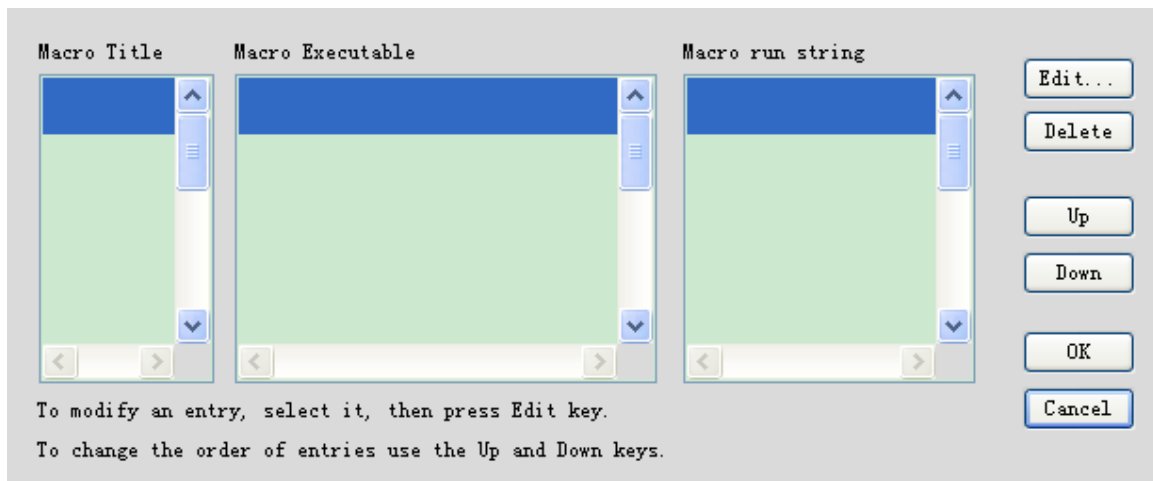 Macro Title
Macro Executable
Macro run string
Edit...
Delete
Up
Down
OK
Cancel
To modify an entry, select it, then press Edit key.
To change the order of entries use the Up and Down keys.